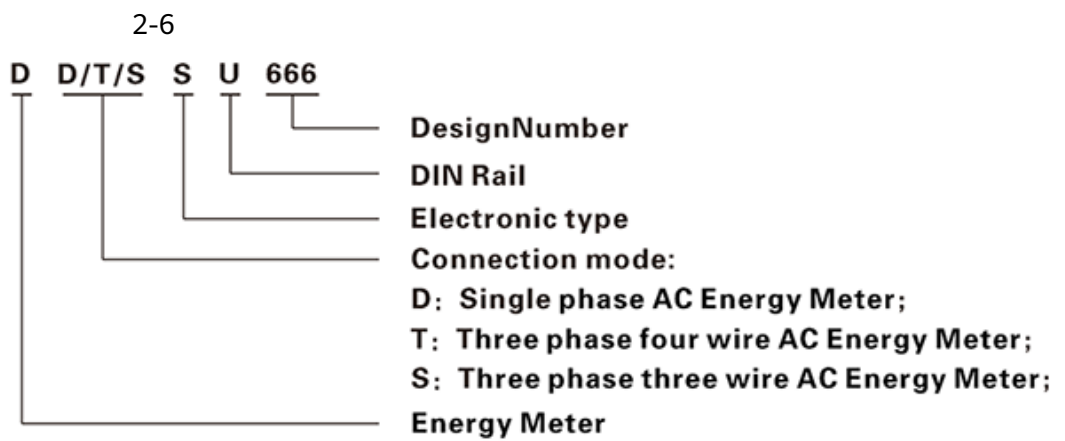 2-6
D D/T/S S U 666
DesignNumber
DIN Rail
Electronic type
Connection mode:
D: Single phase AC Energy Meter;
T: Three phase four wire AC Energy Meter;
S: Three phase three wire AC Energy Meter;
Energy Meter